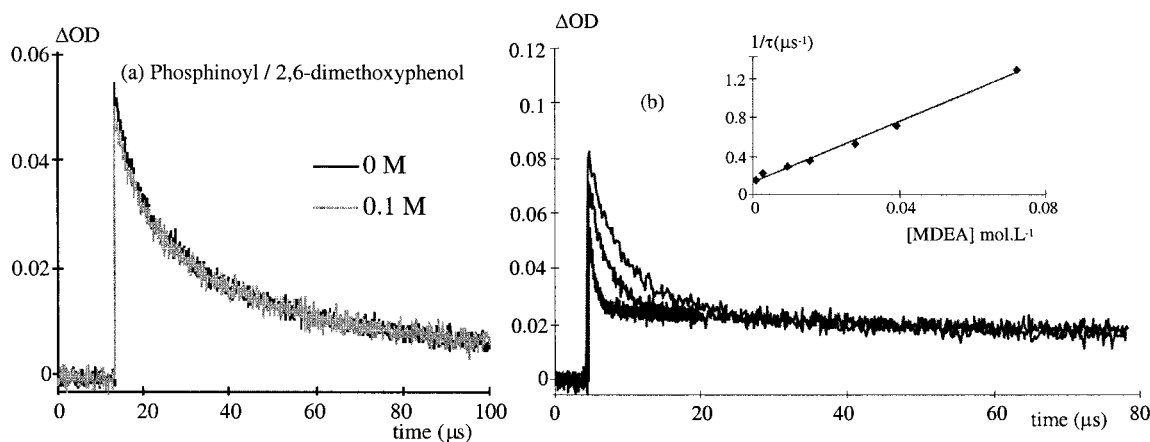 ΔOD
0.06
0.04
0.02
0
(a) Phosphinoyl / 2,6-dimethoxyphenol
0 M
0.1 M
0 20 40 60 80 100
time (μs)
ΔOD
0.12
0.1
0.08
0.06
0.04
0.02
0
(b)
0 20 40 60 80
time (μs)
1/τ(μs⁻¹)
1.2
0.8
0.4
0
0 0.04 0.08
[MDEA] mol.L⁻¹